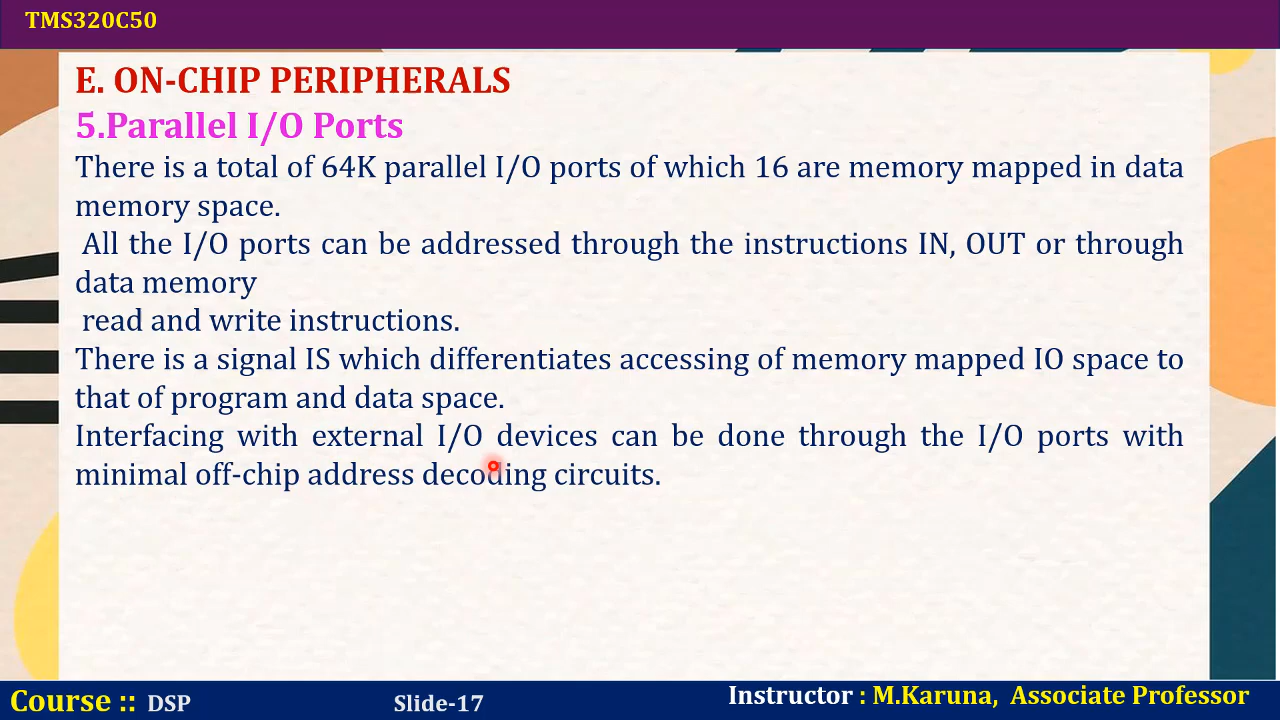 TMS320C50
E. ON-CHIP PERIPHERALS
5.Parallel I/O Ports
There is a total of 64K parallel I/O ports of which 16 are memory mapped in data
memory space.
All the I/O ports can be addressed through the instructions IN, OUT or through
data memory
read and write instructions.
There is a signal IS which differentiates accessing of memory mapped IO space to
that of program and data space.
Interfacing with external I/O devices can be done through the I/O ports with
minimal off-chip address decoding circuits.
Course :: DSP Slide-17 Instructor : M.Karuna, Associate Professor